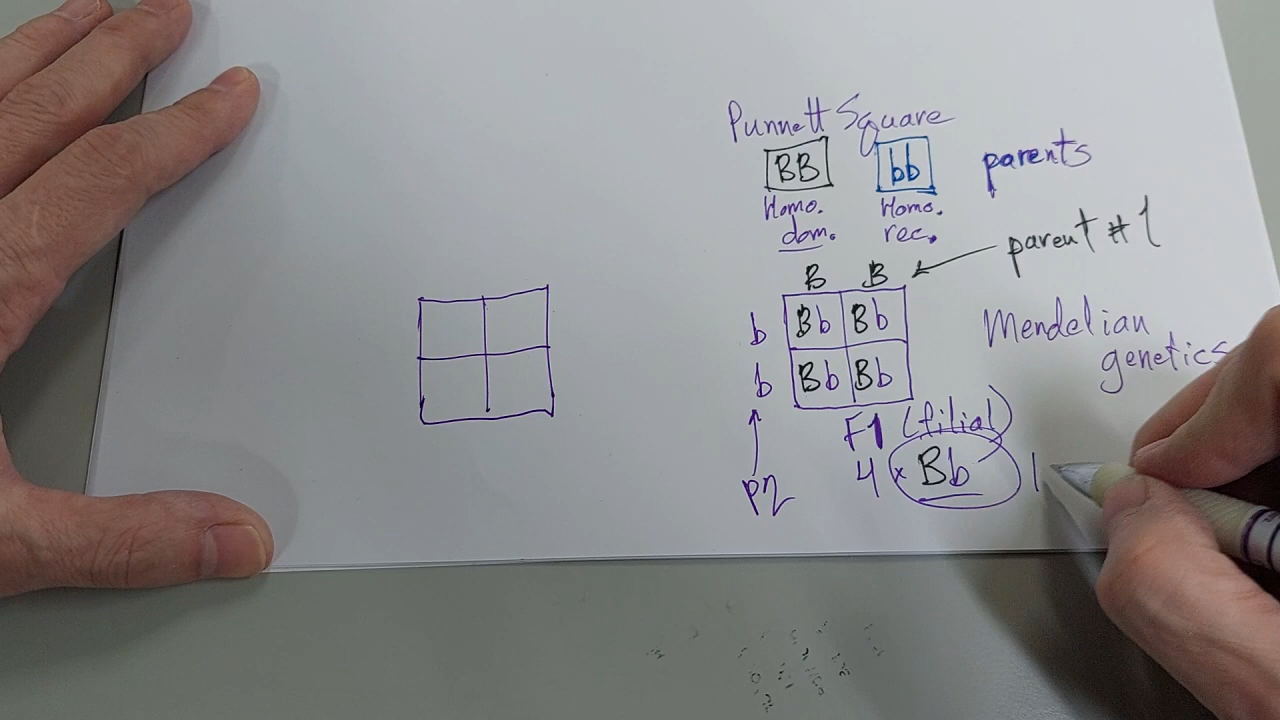 Punnett Square
BB bb parents
Homo. dom. Homo. rec.
parent #1
B B
b Bb Bb
b Bb Bb
Mendelian
genetics
F1 (filial)
P2 4 x Bb